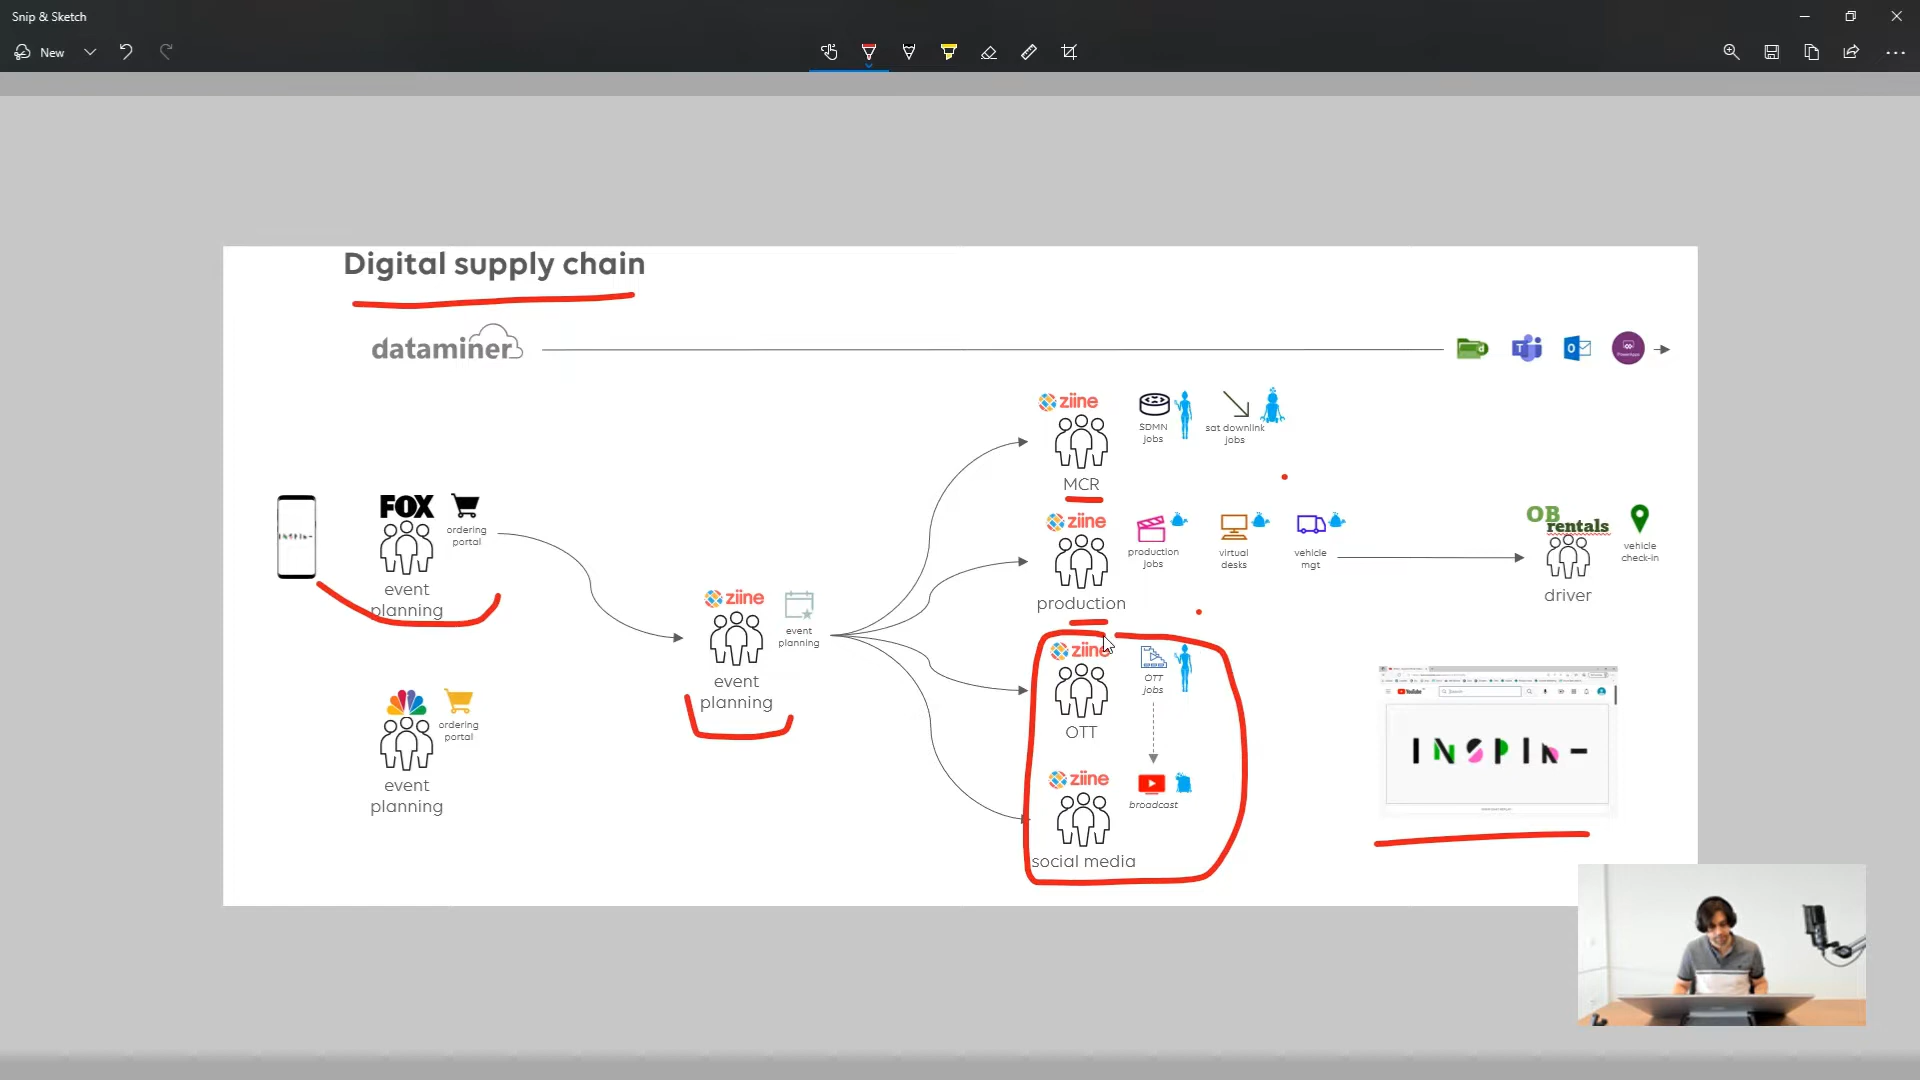 Snip & Sketch
New
Digital supply chain
dataminer
ziine
SDMN
jobs
sat downlink
jobs
MCR
FOX
ordering
portal
event
planning
ziine
production
jobs
virtual
desks
vehicle
mgt
production
OB
rentals
vehicle
check-in
driver
ziine
event
planning
event
planning
ziine
OTT
jobs
OTT
ordering
portal
event
planning
ziine
broadcast
social media
YouTube
INSPIR-